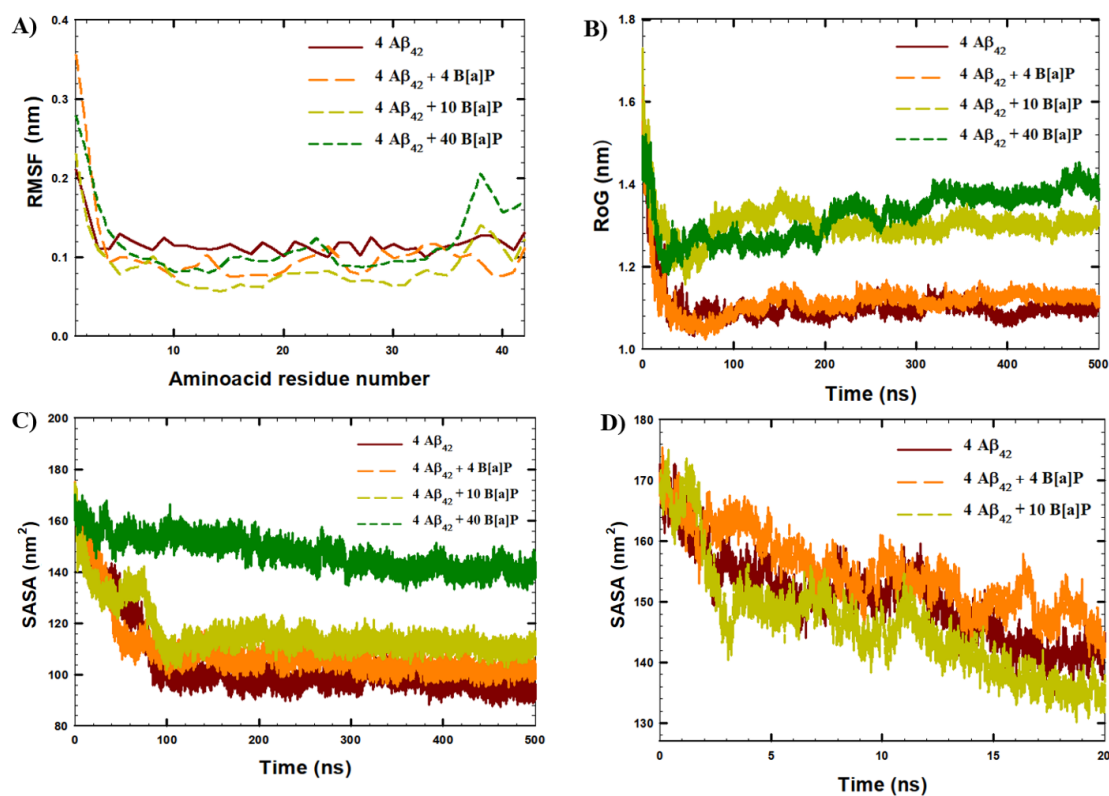 A)
0.4
0.3
0.2
0.1
0.0
RMSF (nm)
10
20
30
40
Aminoacid residue number
4 Aβ42
4 Aβ42 + 4 B[a]P
4 Aβ42 + 10 B[a]P
4 Aβ42 + 40 B[a]P
B)
1.8
1.6
1.4
1.2
1.0
RoG (nm)
0
100
200
300
400
500
Time (ns)
4 Aβ42
4 Aβ42 + 4 B[a]P
4 Aβ42 + 10 B[a]P
4 Aβ42 + 40 B[a]P
C)
200
180
160
140
120
100
80
SASA (nm²)
0
100
200
300
400
500
Time (ns)
4 Aβ42
4 Aβ42 + 4 B[a]P
4 Aβ42 + 10 B[a]P
4 Aβ42 + 40 B[a]P
D)
180
170
160
150
140
130
SASA (nm²)
0
5
10
15
20
Time (ns)
4 Aβ42
4 Aβ42 + 4 B[a]P
4 Aβ42 + 10 B[a]P